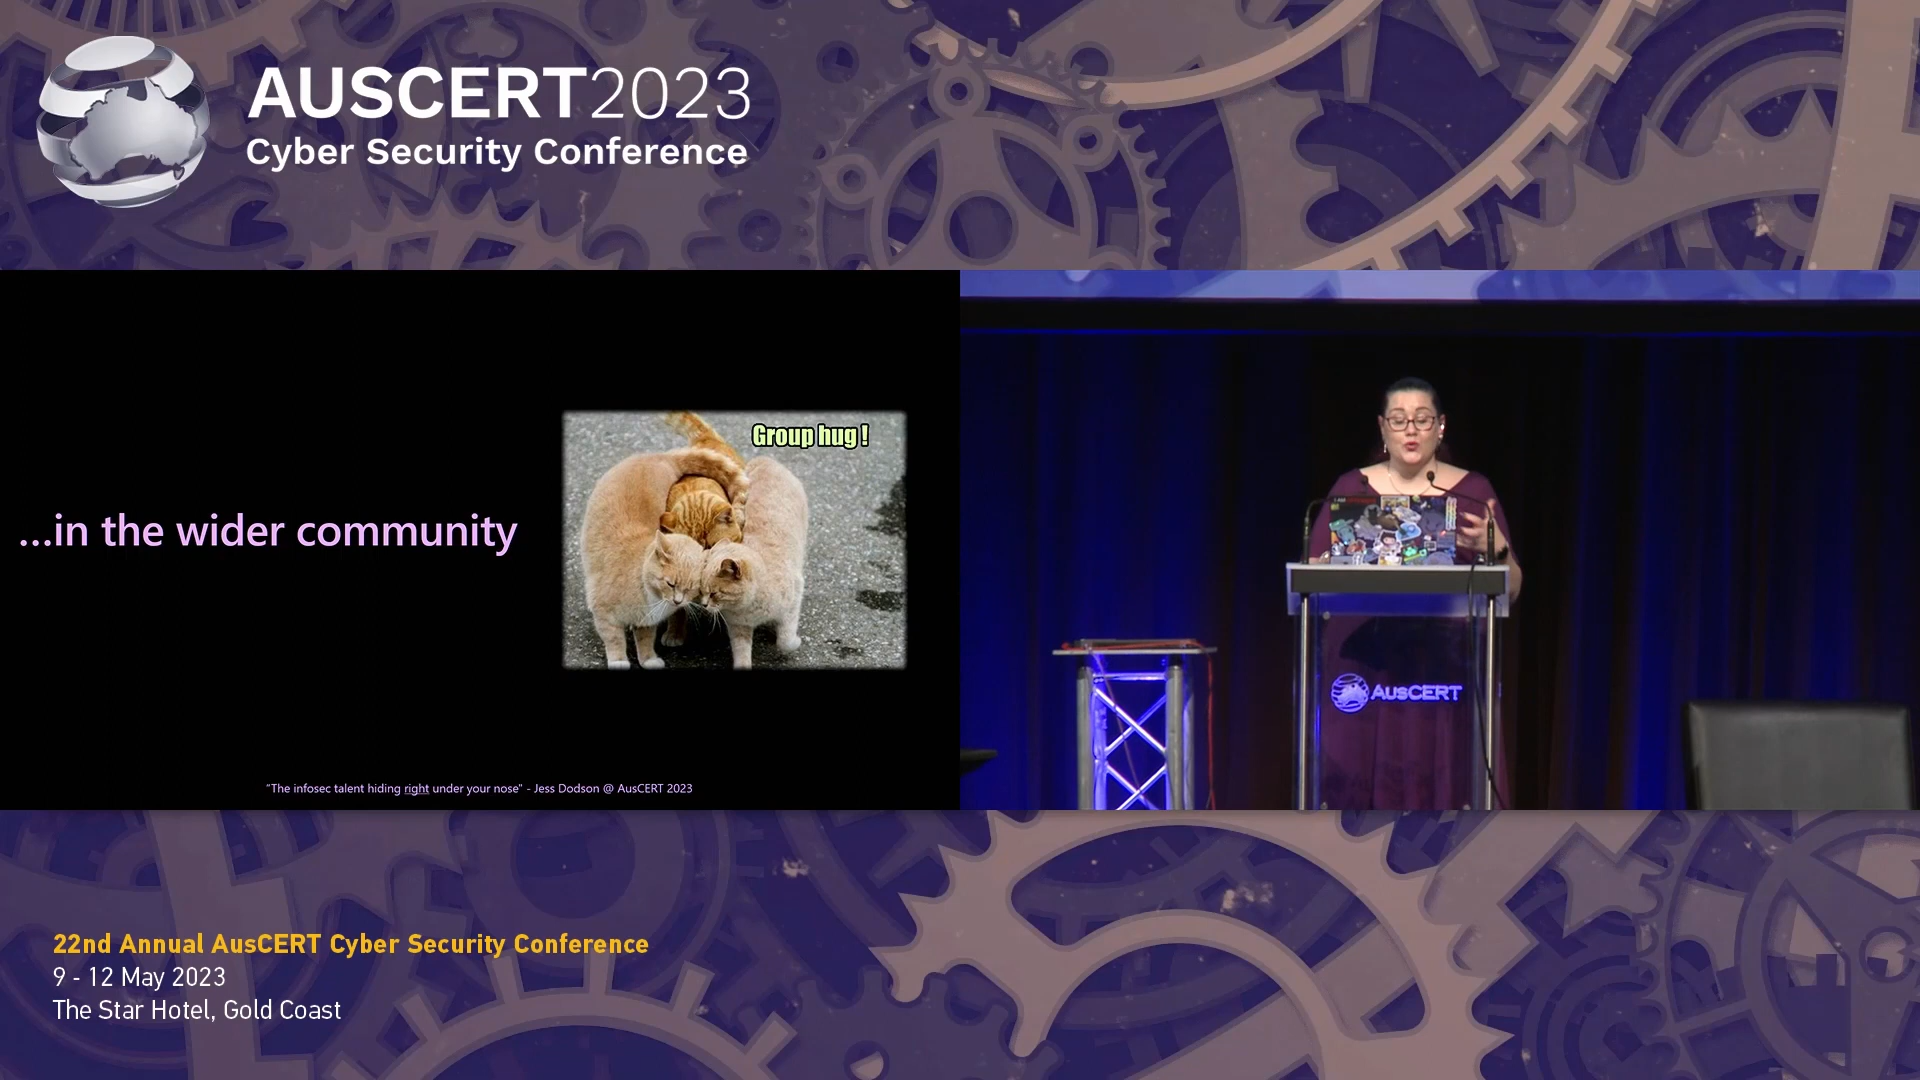 AUSCERT2023
Cyber Security Conference
...in the wider community
Group hug !
"The infosec talent hiding right under your nose" - Jess Dodson @ AusCERT 2023
AUSCERT
22nd Annual AusCERT Cyber Security Conference
9 - 12 May 2023
The Star Hotel, Gold Coast